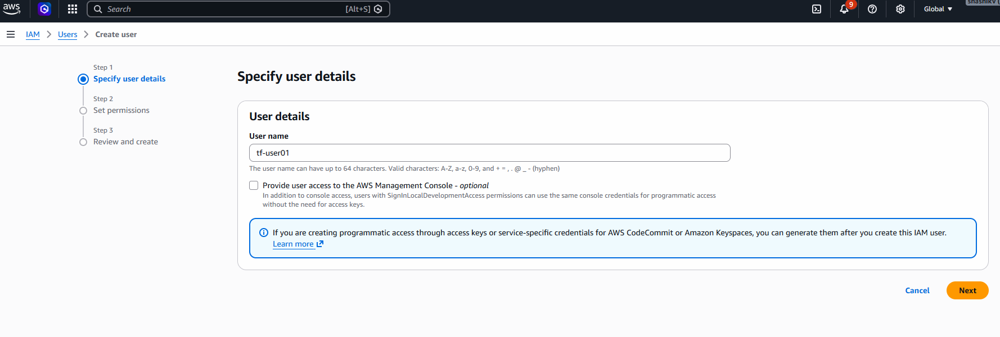 aws
Search [Alt+S]
9
Global
IAM Users Create user
Step 1
Specify user details
Step 2
Set permissions
Step 3
Review and create
Specify user details
User details
User name
tf-user01
The user name can have up to 64 characters. Valid characters: A-Z, a-z, 0-9, and + = , . @ _ - (hyphen)
Provide user access to the AWS Management Console - optional
In addition to console access, users with SignInLocalDevelopmentAccess permissions can use the same console credentials for programmatic access
without the need for access keys.
If you are creating programmatic access through access keys or service-specific credentials for AWS CodeCommit or Amazon Keyspaces, you can generate them after you create this IAM user.
Learn more
Cancel Next